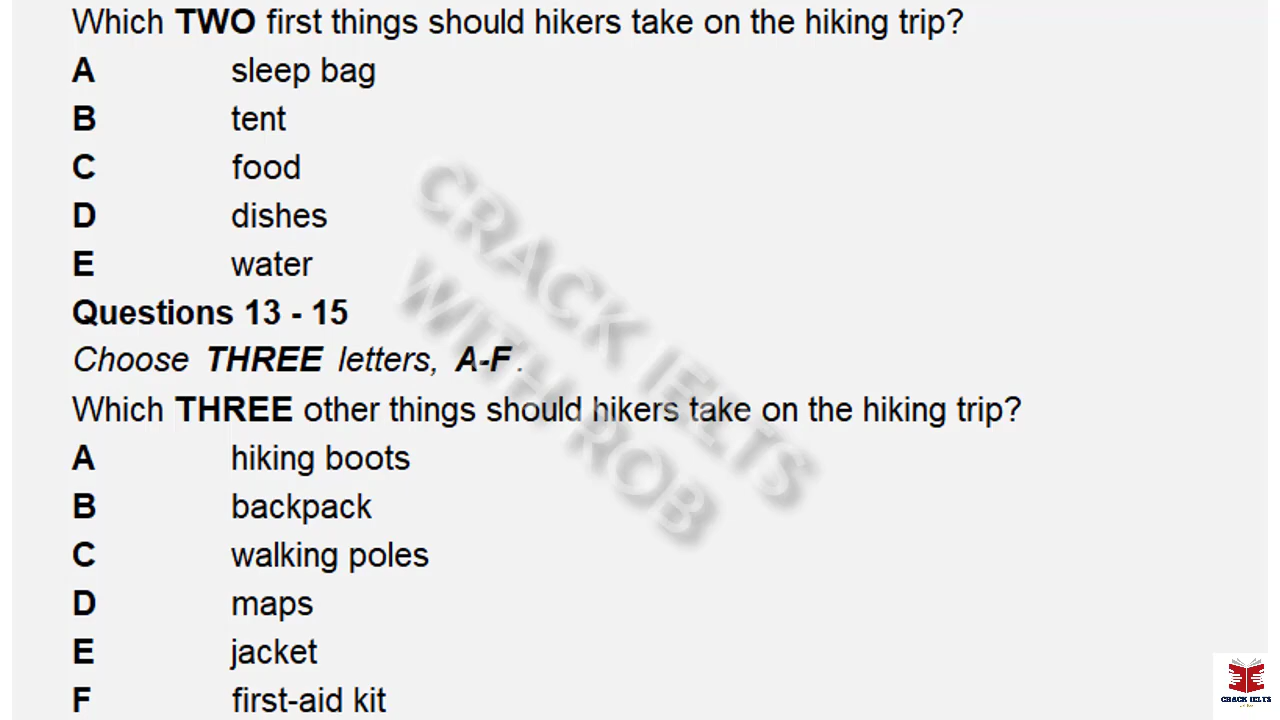 Which TWO first things should hikers take on the hiking trip?
A sleep bag
B tent
C food
D dishes
E water
Questions 13 - 15
Choose THREE letters, A-F.
Which THREE other things should hikers take on the hiking trip?
A hiking boots
B backpack
C walking poles
D maps
E jacket
F first-aid kit
CRACK IELTS
WITH ROB
CRACK IELTS